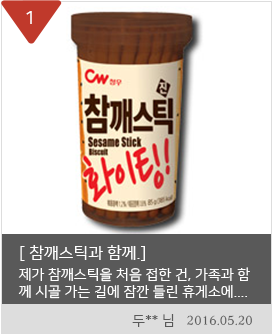 1
CW 청우
진
참깨스틱
Sesame Stick
Biscuit
화이팅!
[ 참깨스틱과 함께.]
제가 참깨스틱을 처음 접한 건, 가족과 함
께 시골 가는 길에 잠깐 들린 휴게소에....
두** 님 2016.05.20